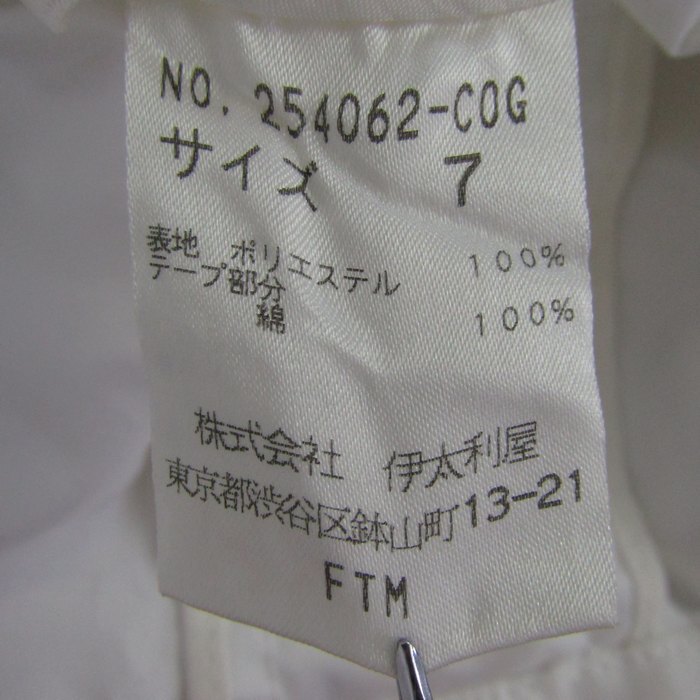 NO. 254062-COG
サイズ 7
表地 ポリエステル 100%
テープ部分
綿 100%
株式会社 伊太利屋
東京都渋谷区鉢山町13-21
FTM